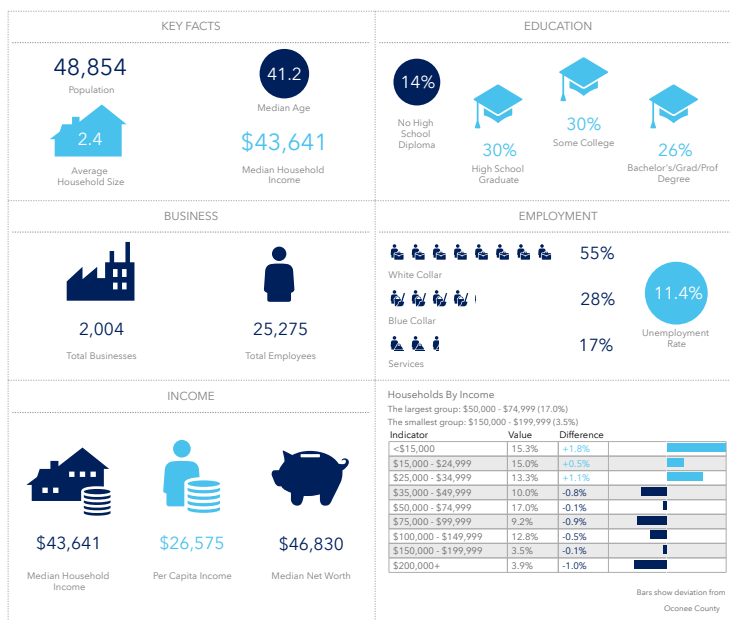 KEY FACTS
48,854
Population
41.2
Median Age
2.4
Average
Household Size
$43,641
Median Household
Income
EDUCATION
14%
No High
School
Diploma
30%
High School
Graduate
30%
Some College
26%
Bachelor's/Grad/Prof
Degree
BUSINESS
2,004
Total Businesses
25,275
Total Employees
EMPLOYMENT
55%
White Collar
28%
Blue Collar
17%
Services
11.4%
Unemployment
Rate
INCOME
$43,641
Median Household
Income
$26,575
Per Capita Income
$46,830
Median Net Worth
Households By Income
The largest group: $50,000 - $74,999 (17.0%)
The smallest group: $150,000 - $199,999 (3.5%)
Indicator Value Difference
<$15,000 15.3% +1.8%
$15,000 - $24,999 15.0% +0.5%
$25,000 - $34,999 13.3% +1.1%
$35,000 - $49,999 10.0% -0.8%
$50,000 - $74,999 17.0% -0.1%
$75,000 - $99,999 9.2% -0.9%
$100,000 - $149,999 12.8% -0.5%
$150,000 - $199,999 3.5% -0.1%
$200,000+ 3.9% -1.0%
Bars show deviation from
Oconee County